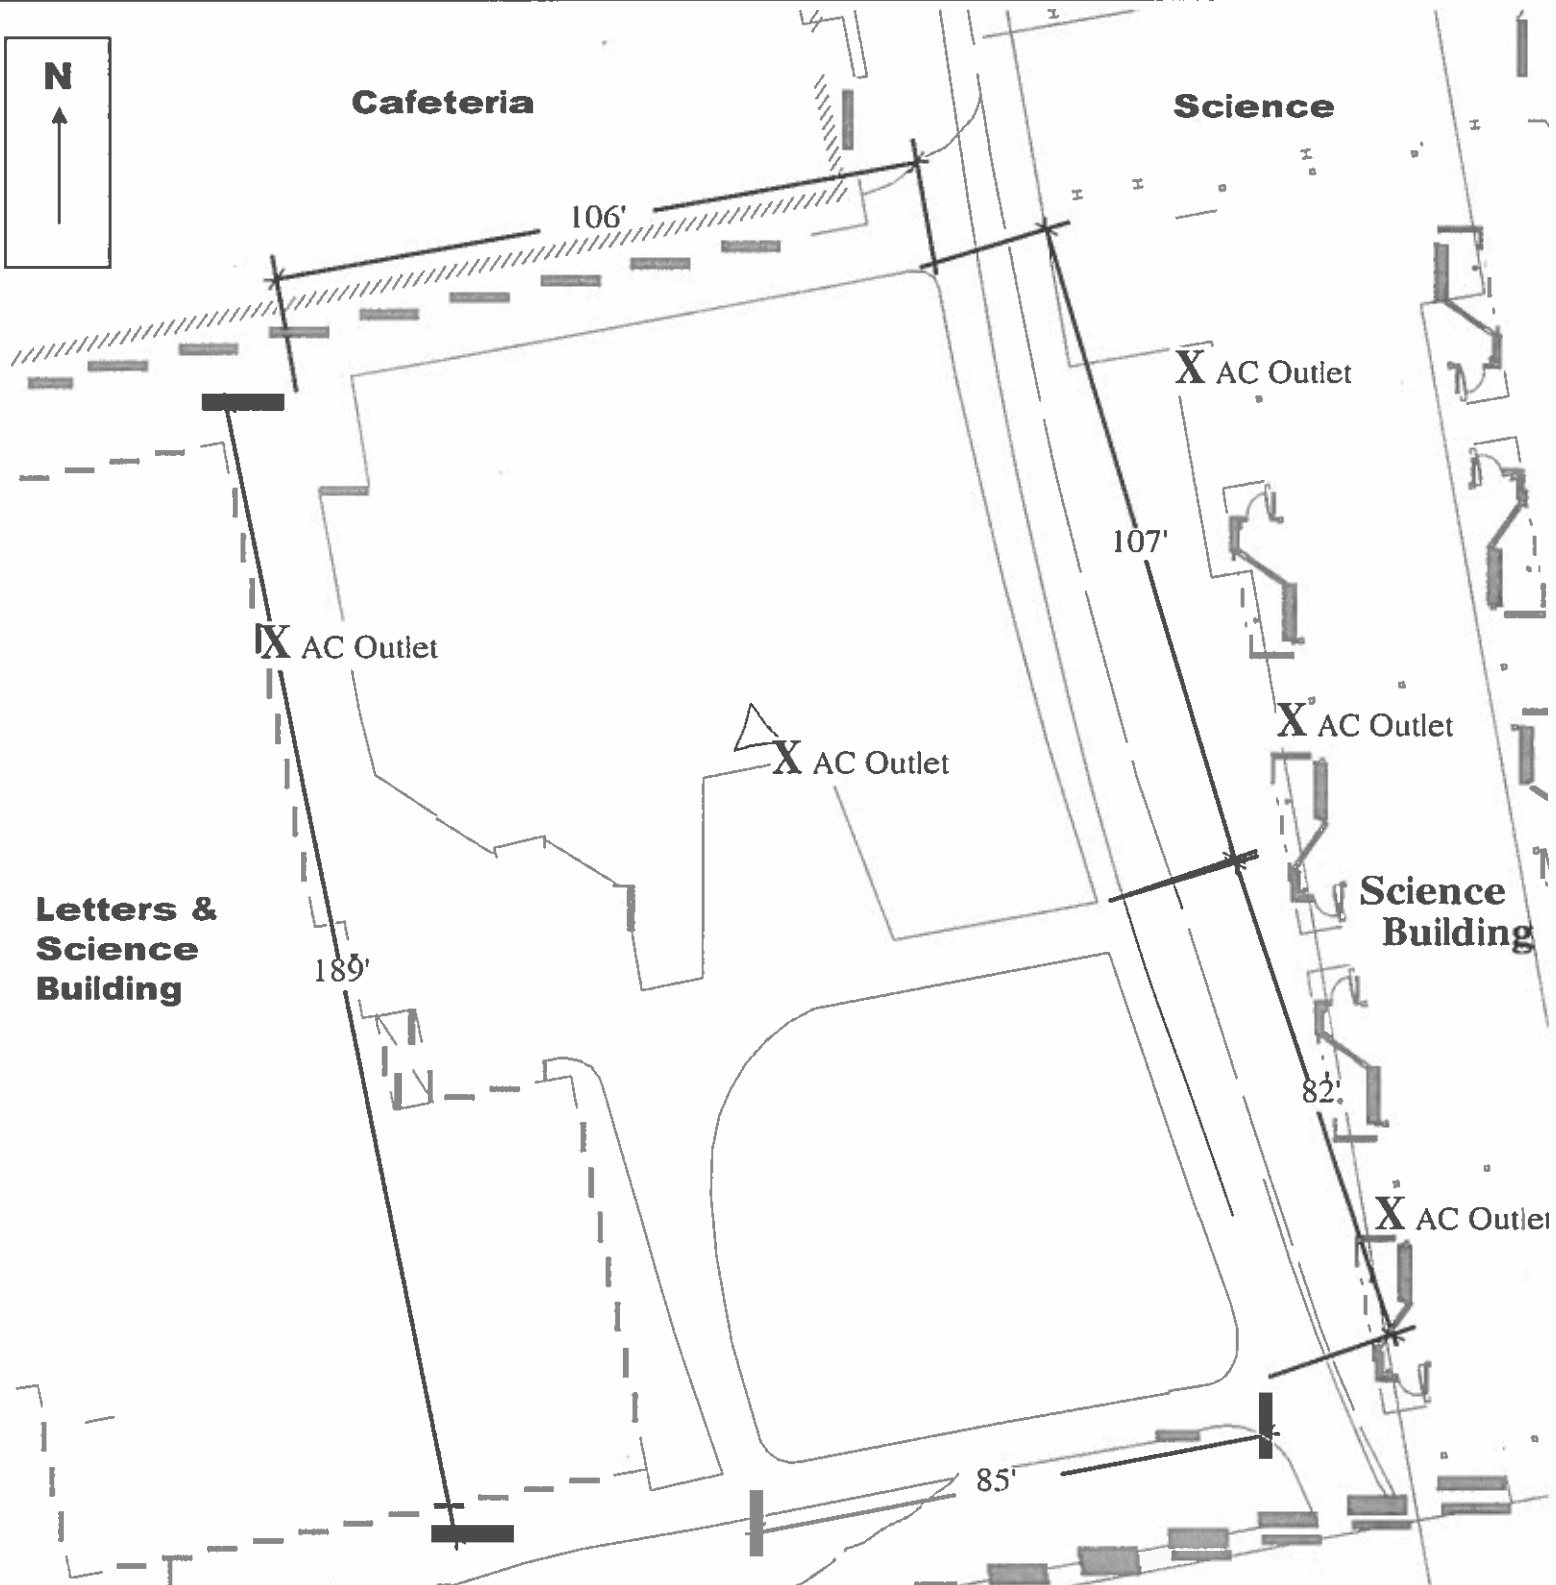 N
Cafeteria
Science
106'
X AC Outlet
107'
X AC Outlet
X AC Outlet
X AC Outlet
Letters &
Science
Building
Science
Building
189'
82'
X AC Outlet
85'